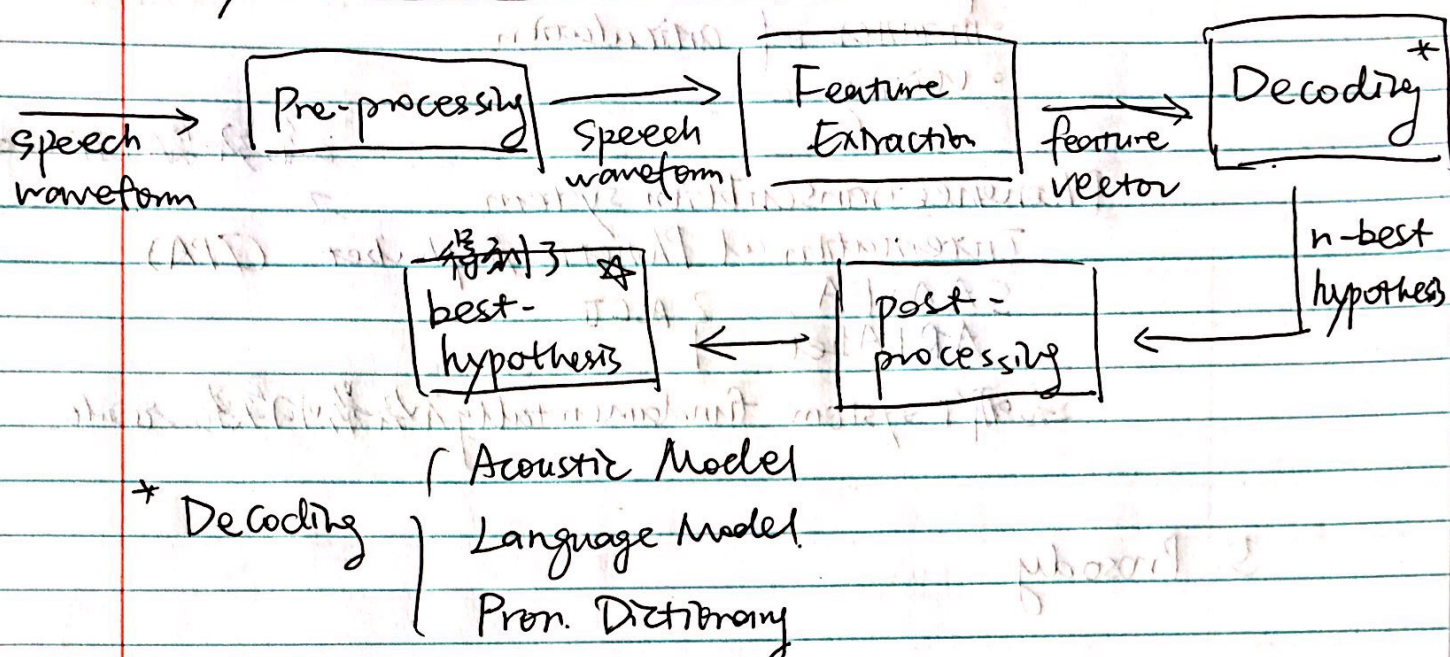 speech
waveform
Pre-processing
speech
waveform
Feature
Extraction
feature
vector
Decoding *
n-best
hypothesis
post-
processing
得到了 ☆
best-
hypothesis
* Decoding
Acoustic Model
Language Model
Pron. Dictionary